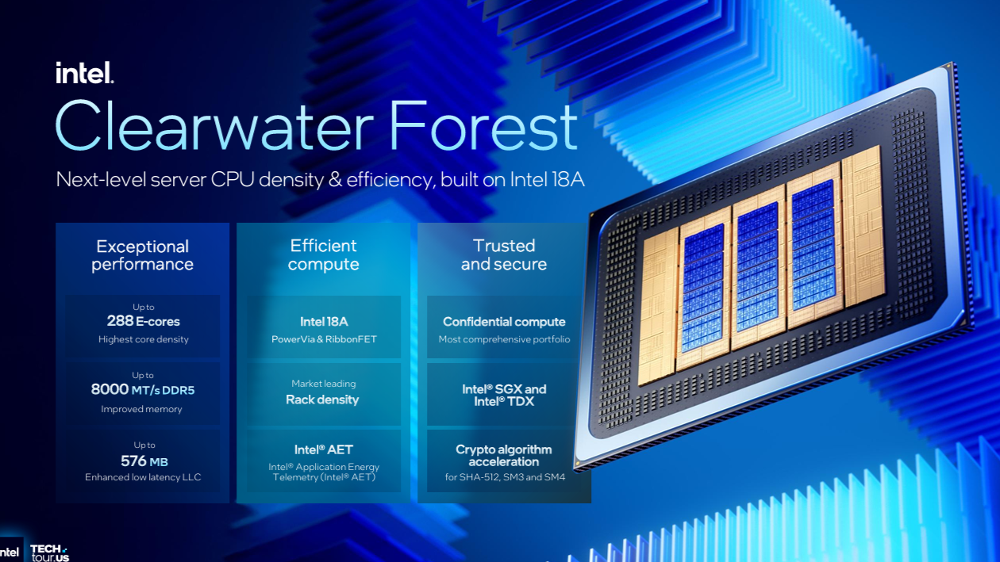 intel.
Clearwater Forest
Next-level server CPU density & efficiency, built on Intel 18A
Exceptional
performance
Up to
288 E-cores
Highest core density
Up to
8000 MT/s DDR5
Improved memory
Up to
576 MB
Enhanced low latency LLC
Efficient
compute
Intel 18A
PowerVia & RibbonFET
Market leading
Rack density
Intel® AET
Intel® Application Energy
Telemetry (Intel® AET)
Trusted
and secure
Confidential compute
Most comprehensive portfolio
Intel® SGX and
Intel® TDX
Crypto algorithm
acceleration
for SHA-512, SM3 and SM4
ntel
TECH
tour.us